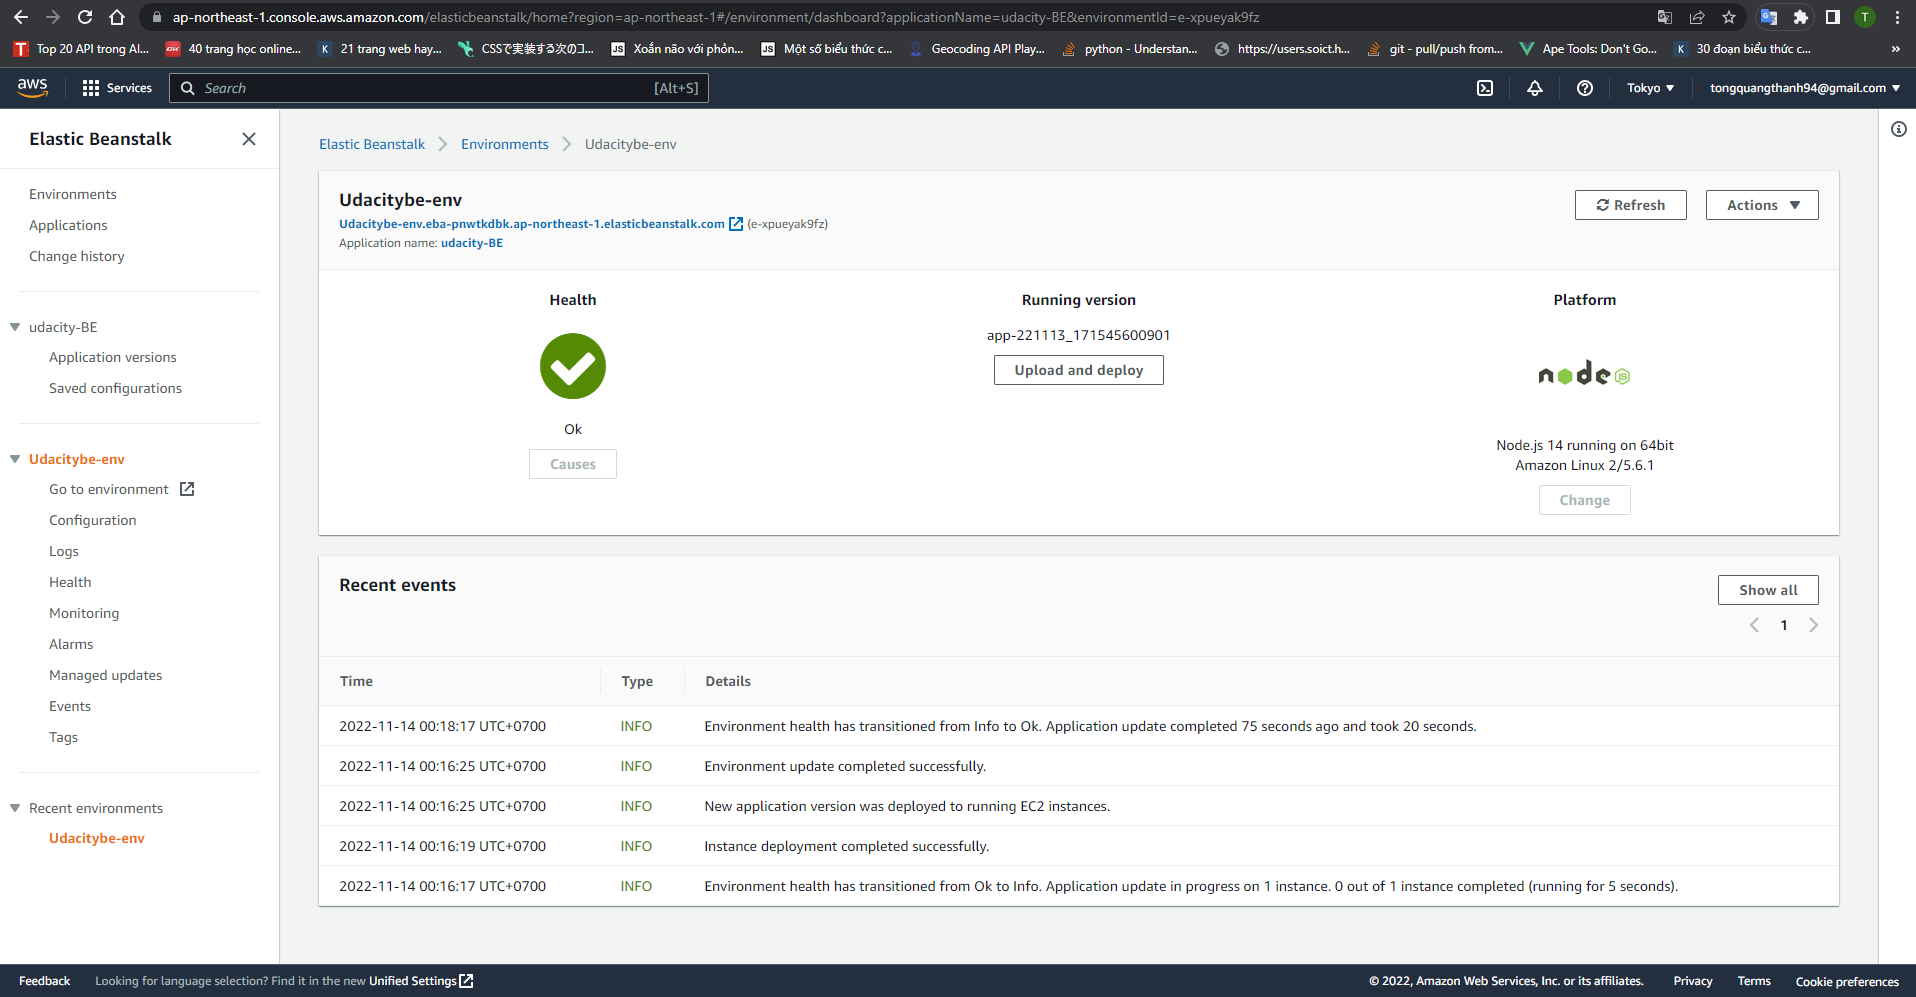 ap-northeast-1.console.aws.amazon.com/elasticbeanstalk/home?region=ap-northeast-1#/environment/dashboard?applicationName=udacity-BE&environmentId=e-xpueyak9fz
T
Top 20 API trong AI... 40 trang học online... K 21 trang web hay... CSSで実装する次のコ... JS Xoắn não với phỏn... JS Một số biểu thức c... Geocoding API Play... python - Understan... https://users.soict.h... git - pull/push from... Ape Tools: Don't Go... K 30 đoạn biểu thức c... »
aws Services Search [Alt+S] Tokyo ▼ tongquangthanh94@gmail.com ▼
Elastic Beanstalk
Environments
Applications
Change history
udacity-BE
Application versions
Saved configurations
Udacitybe-env
Go to environment
Configuration
Logs
Health
Monitoring
Alarms
Managed updates
Events
Tags
Recent environments
Udacitybe-env
Elastic Beanstalk > Environments > Udacitybe-env
Udacitybe-env
Udacitybe-env.eba-pnwtkdbk.ap-northeast-1.elasticbeanstalk.com (e-xpueyak9fz)
Application name: udacity-BE
Refresh
Actions ▼
Health
Ok
Causes
Running version
app-221113_171545600901
Upload and deploy
Platform
node JS
Node.js 14 running on 64bit
Amazon Linux 2/5.6.1
Change
Recent events
Show all
< 1 >
Time Type Details
2022-11-14 00:18:17 UTC+0700 INFO Environment health has transitioned from Info to Ok. Application update completed 75 seconds ago and took 20 seconds.
2022-11-14 00:16:25 UTC+0700 INFO Environment update completed successfully.
2022-11-14 00:16:25 UTC+0700 INFO New application version was deployed to running EC2 instances.
2022-11-14 00:16:19 UTC+0700 INFO Instance deployment completed successfully.
2022-11-14 00:16:17 UTC+0700 INFO Environment health has transitioned from Ok to Info. Application update in progress on 1 instance. 0 out of 1 instance completed (running for 5 seconds).
Feedback Looking for language selection? Find it in the new Unified Settings © 2022, Amazon Web Services, Inc. or its affiliates. Privacy Terms Cookie preferences